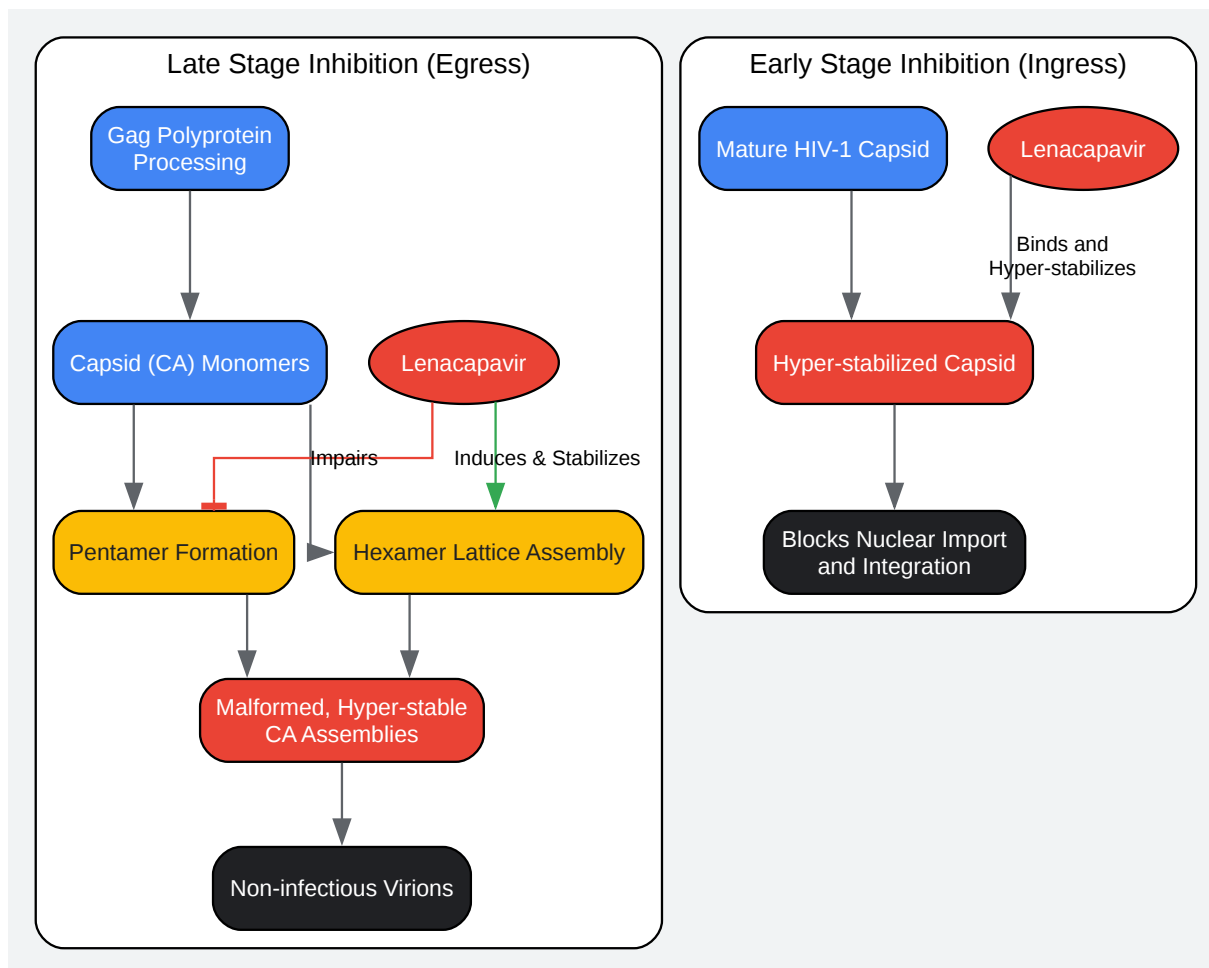 Late Stage Inhibition (Egress)
Gag Polyprotein
Processing
Capsid (CA) Monomers
Lenacapavir
Impairs
Induces & Stabilizes
Pentamer Formation
Hexamer Lattice Assembly
Malformed, Hyper-stable
CA Assemblies
Non-infectious Virions
Early Stage Inhibition (Ingress)
Mature HIV-1 Capsid
Lenacapavir
Binds and
Hyper-stabilizes
Hyper-stabilized Capsid
Blocks Nuclear Import
and Integration